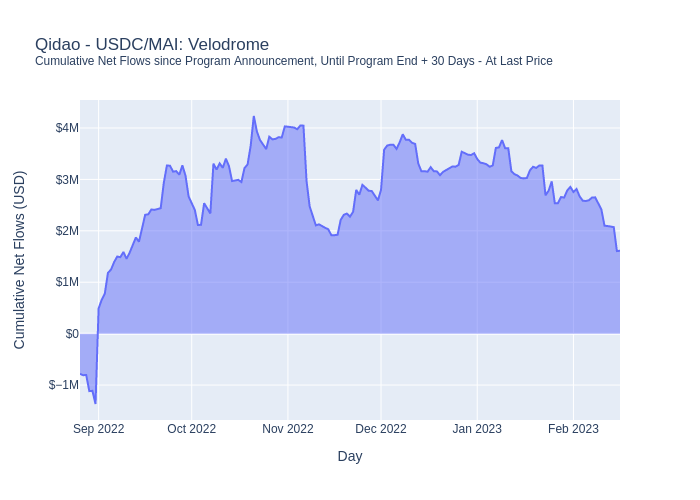 Qidao - USDC/MAI: Velodrome
Cumulative Net Flows since Program Announcement, Until Program End + 30 Days - At Last Price
Cumulative Net Flows (USD)
$4M
$3M
$2M
$1M
$0
$−1M
Sep 2022 Oct 2022 Nov 2022 Dec 2022 Jan 2023 Feb 2023
Day